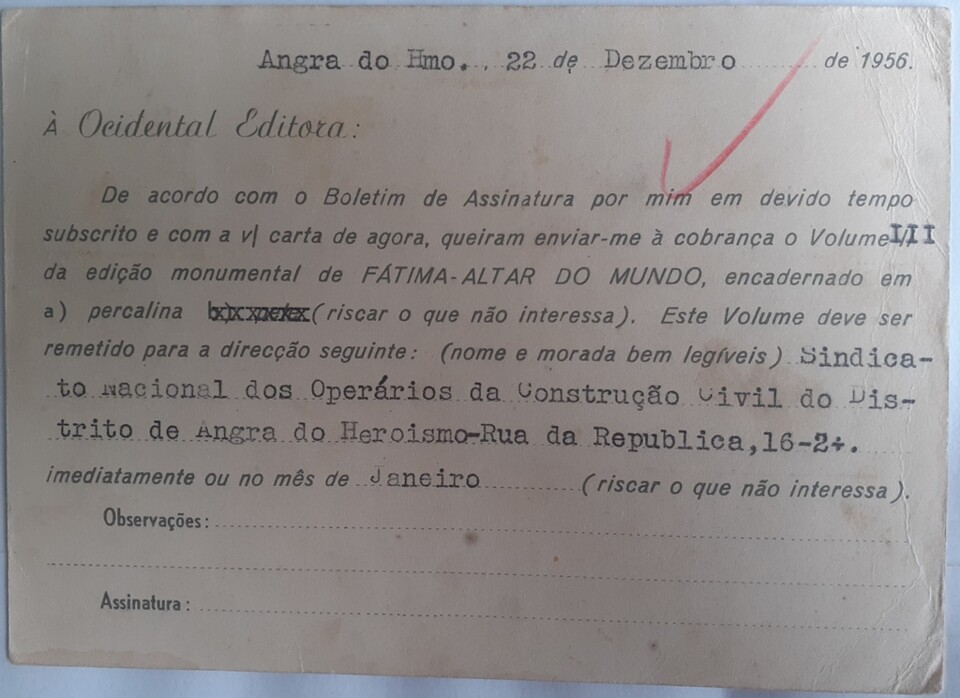 Angra do Hmo. 22 de Dezembro de 1956.
À Ocidental Editora:
De acordo com o Boletim de Assinatura por mim em devido tempo
subscrito e com a v/ carta de agora, queiram enviar-me à cobrança o Volume III
da edição monumental de FÁTIMA-ALTAR DO MUNDO, encadernado em
a) percalina (riscar o que não interessa). Este Volume deve ser
remetido para a direcção seguinte: (nome e morada bem legíveis) Sindica-
to Nacional dos Operários da Construção Civil do Dis-
trito de Angra do Heroismo-Rua da Republica,16-2
imediatamente ou no mês de Janeiro (riscar o que não interessa).
Observações:
Assinatura: